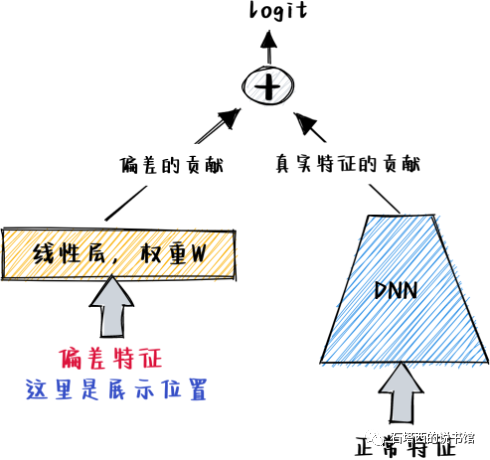 logit
+
偏差的贡献
真实特征的贡献
线性层，权重W
DNN
偏差特征
这里是展示位置
石塔西的说书馆
正常特征